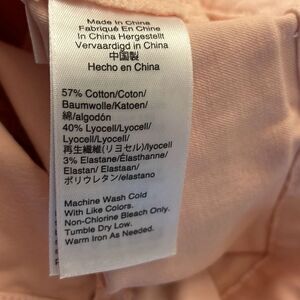 Made In China
Fabriqué En Chine
In China Hergestellt
Vervaardigd in China
中国製
Hecho en China
57% Cotton/Coton/
Baumwolle/Katoen/
綿/algodón
40% Lyocell/Lyocell/
Lyocell/ Lyocell/
再生繊維(リヨセル)/lyocell
3% Elastane/Élasthanne/
Elastan/ Elastaan/
ポリウレタン/elastano
Machine Wash Cold
With Like Colors.
Non-Chlorine Bleach Only.
Tumble Dry Low.
Warm Iron As Needed.